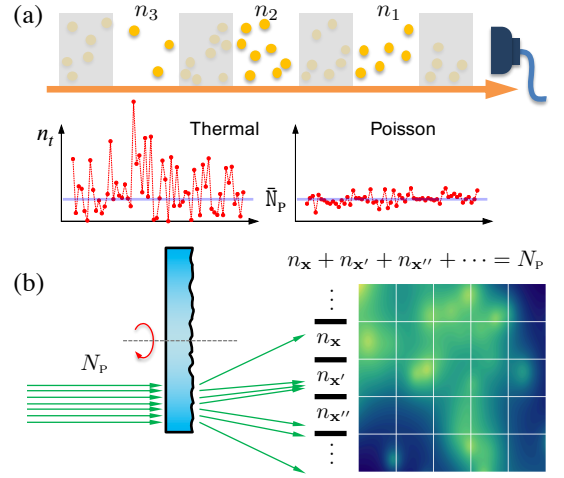 (a)
n₃ n₂ n₁
nₜ Thermal Poisson
N̄ₚ
n𝐱 + n𝐱′ + n𝐱″ + ⋯ = Nₚ
(b)
⋮
n𝐱
Nₚ
n𝐱′
n𝐱″
⋮